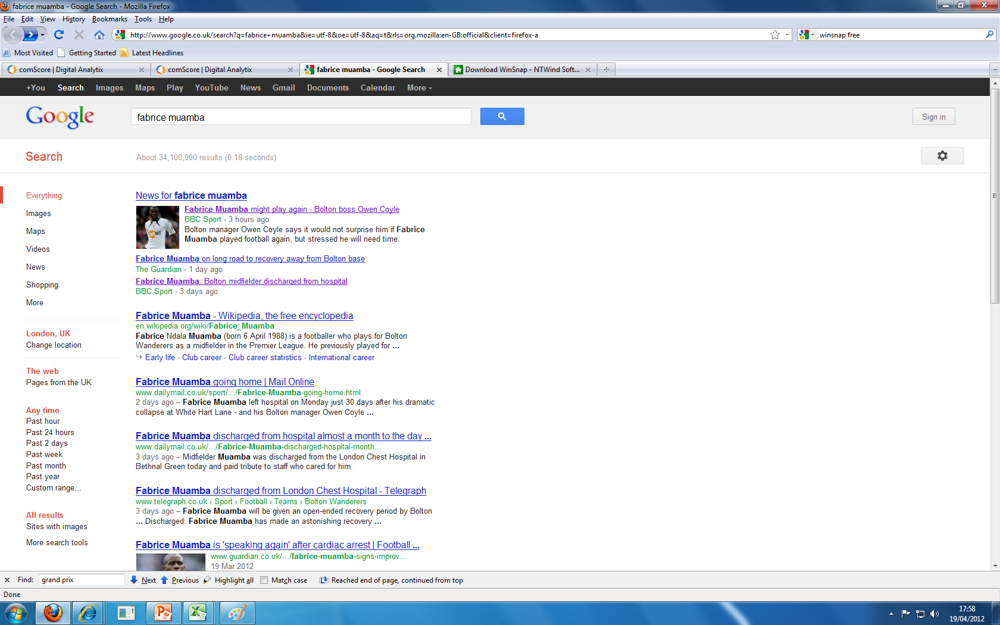 fabrice muamba - Google Search - Mozilla Firefox
File Edit View History Bookmarks Tools Help
http://www.google.co.uk/search?q=fabrice+muamba&ie=utf-8&oe=utf-8&aq=t&rls=org.mozilla:en-GB:official&client=firefox-a
winsnap free
Most Visited Getting Started Latest Headlines
comScore | Digital Analytix comScore | Digital Analytix fabrice muamba - Google Search Download WinSnap - NTWind Soft...
+You Search Images Maps Play YouTube News Gmail Documents Calendar More
Google fabrice muamba Sign in
Search About 34,100,000 results (0.18 seconds)
Everything
Images
Maps
Videos
News
Shopping
More
London, UK
Change location
The web
Pages from the UK
Any time
Past hour
Past 24 hours
Past 2 days
Past week
Past month
Past year
Custom range...
All results
Sites with images
More search tools
News for fabrice muamba
Fabrice Muamba might play again - Bolton boss Owen Coyle
BBC Sport - 3 hours ago
Bolton manager Owen Coyle says it would not surprise him if Fabrice
Muamba played football again, but stressed he will need time.
Fabrice Muamba on long road to recovery away from Bolton base
The Guardian - 1 day ago
Fabrice Muamba: Bolton midfielder discharged from hospital
BBC Sport - 3 days ago
Fabrice Muamba - Wikipedia, the free encyclopedia
en.wikipedia.org/wiki/Fabrice_Muamba
Fabrice Ndala Muamba (born 6 April 1988) is a footballer who plays for Bolton
Wanderers as a midfielder in the Premier League. He previously played for ...
Early life - Club career - Club career statistics - International career
Fabrice Muamba going home | Mail Online
www.dailymail.co.uk/sport/.../Fabrice-Muamba-going-home.html
2 days ago – Fabrice Muamba left hospital on Monday just 30 days after his dramatic
collapse at White Hart Lane - and his Bolton manager Owen Coyle ...
Fabrice Muamba discharged from hospital almost a month to the day ...
www.dailymail.co.uk/.../Fabrice-Muamba-discharged-hospital-month...
3 days ago – Midfielder Muamba was discharged from the London Chest Hospital in
Bethnal Green today and paid tribute to staff who cared for him.
Fabrice Muamba discharged from London Chest Hospital - Telegraph
www.telegraph.co.uk › Sport › Football › Teams › Bolton Wanderers
3 days ago – Fabrice Muamba will be given an open-ended recovery period by Bolton
... Discharged: Fabrice Muamba has made an astonishing recovery ...
Fabrice Muamba is 'speaking again' after cardiac arrest | Football ...
www.guardian.co.uk/.../fabrice-muamba-signs-improv...
19 Mar 2012
Find: grand prix Next Previous Highlight all Match case Reached end of page, continued from top
Done
17:58
19/04/2012